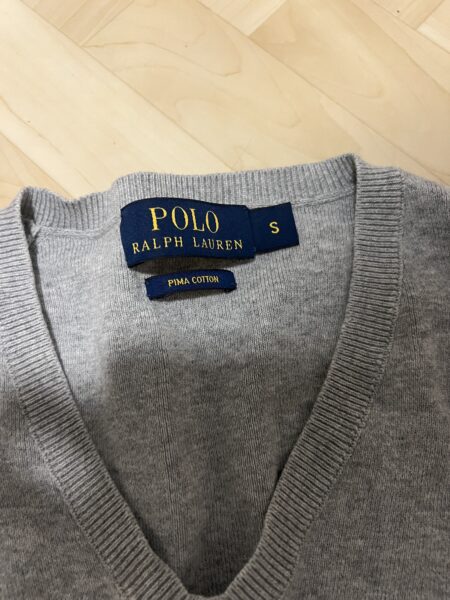 POLO
RALPH LAUREN
S
PIMA COTTON